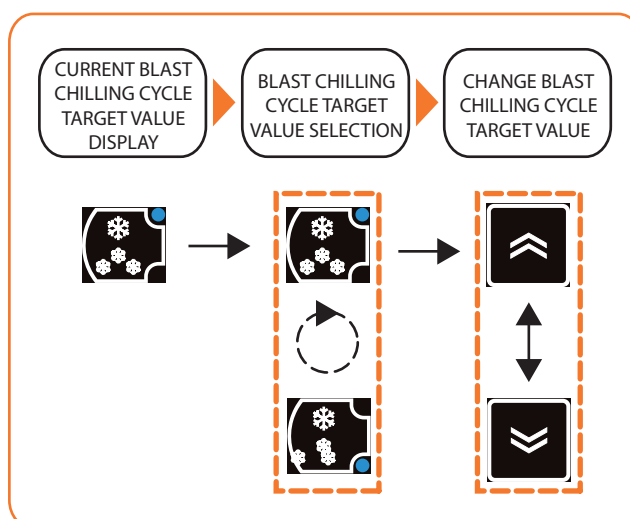 CURRENT BLAST
CHILLING CYCLE
TARGET VALUE
DISPLAY
BLAST CHILLING
CYCLE TARGET
VALUE SELECTION
CHANGE BLAST
CHILLING CYCLE
TARGET VALUE